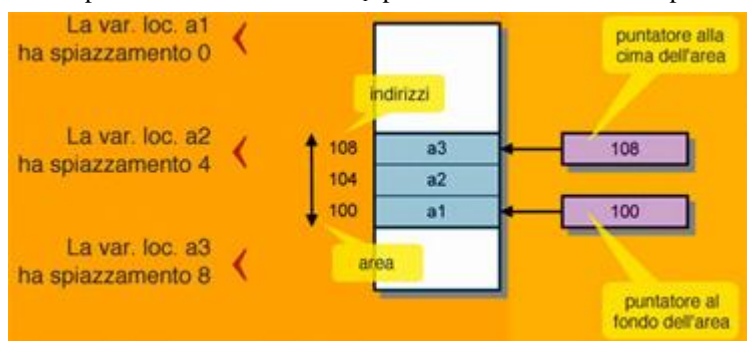 La var. loc. a1
ha spiazzamento 0
La var. loc. a2
ha spiazzamento 4
La var. loc. a3
ha spiazzamento 8
indirizzi
108
104
100
area
a3
a2
a1
puntatore alla
cima dell'area
108
100
puntatore al
fondo dell'area